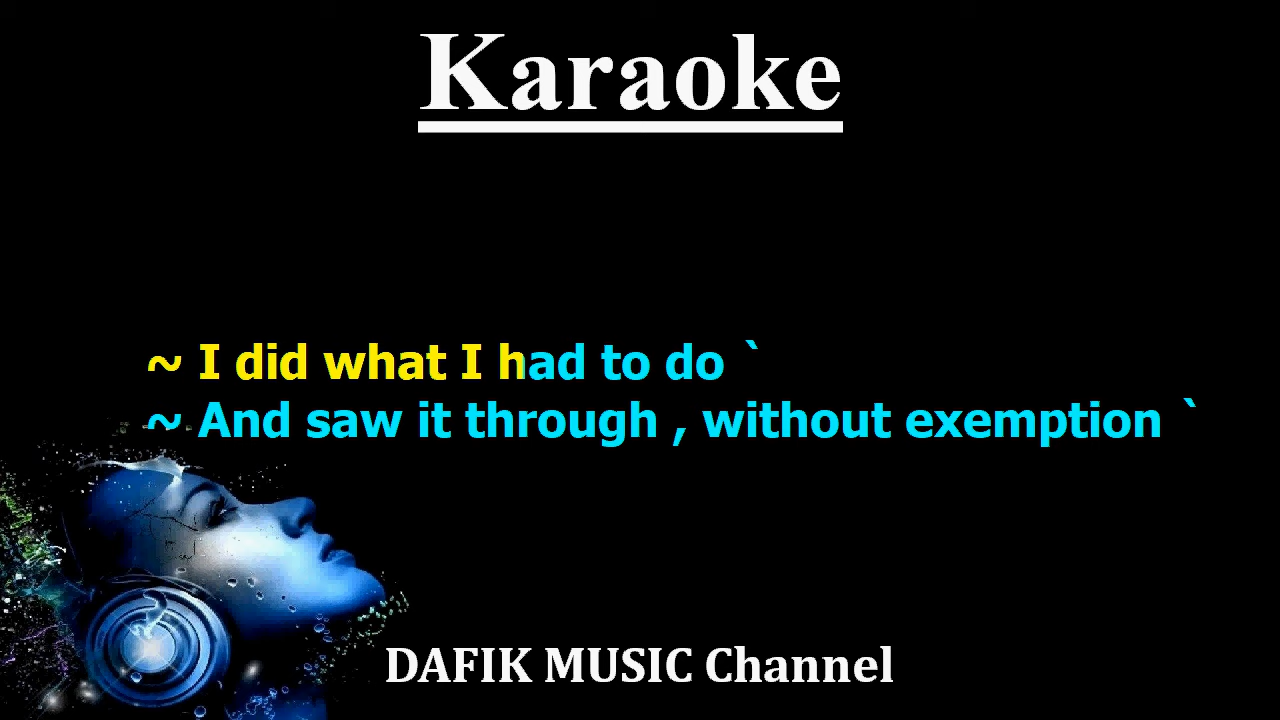 Karaoke
~ I did what I had to do `
~ And saw it through , without exemption `
DAFIK MUSIC Channel